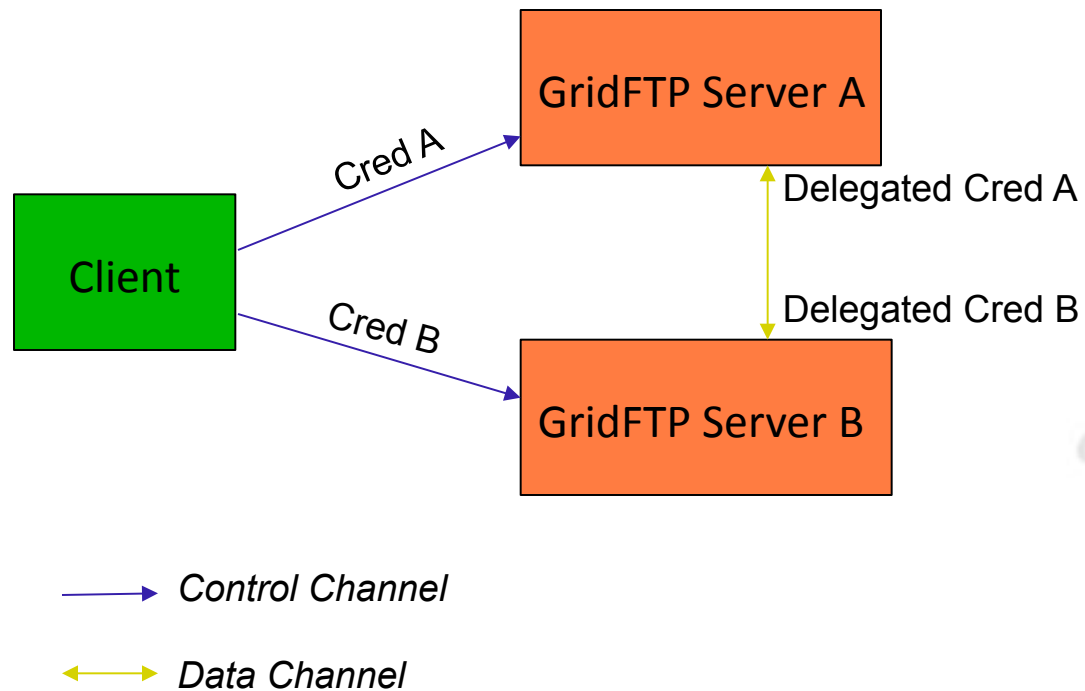 GridFTP Server A
Cred A
Delegated Cred A
Client
Delegated Cred B
Cred B
GridFTP Server B
Control Channel
Data Channel